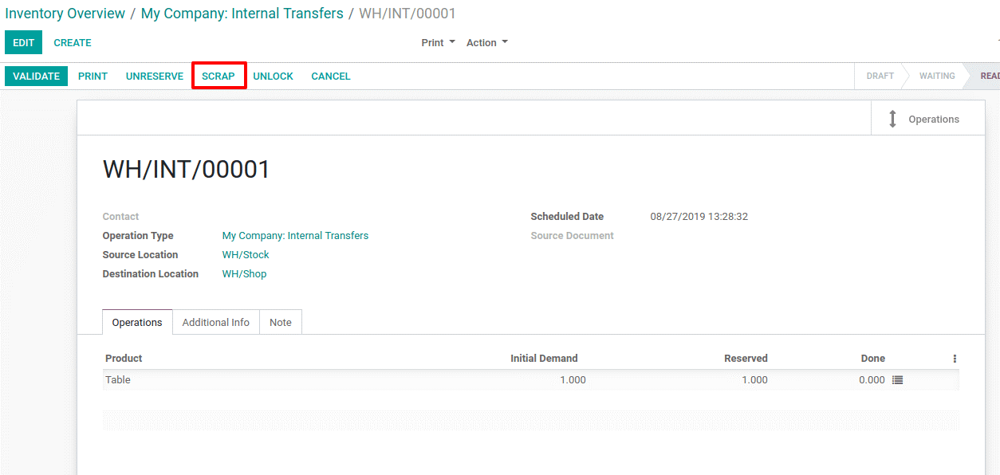 Inventory Overview / My Company: Internal Transfers / WH/INT/00001
EDIT CREATE Print Action
VALIDATE PRINT UNRESERVE SCRAP UNLOCK CANCEL DRAFT WAITING
Operations
WH/INT/00001
Contact Scheduled Date 08/27/2019 13:28:32
Operation Type My Company: Internal Transfers Source Document
Source Location WH/Stock
Destination Location WH/Shop
Operations Additional Info Note
Product Initial Demand Reserved Done
Table 1.000 1.000 0.000